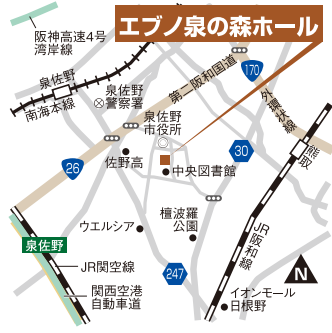 エブノ泉の森ホール
阪神高速4号
湾岸線
泉佐野
南海本線
泉佐野
警察署
第二阪和国道
170
外環状線
熊取
泉佐野
市役所
佐野高
26
30
中央図書館
檀波羅
公園
ウエルシア
JR阪和線
泉佐野
JR関空線
関西空港
自動車道
247
N
イオンモール
日根野